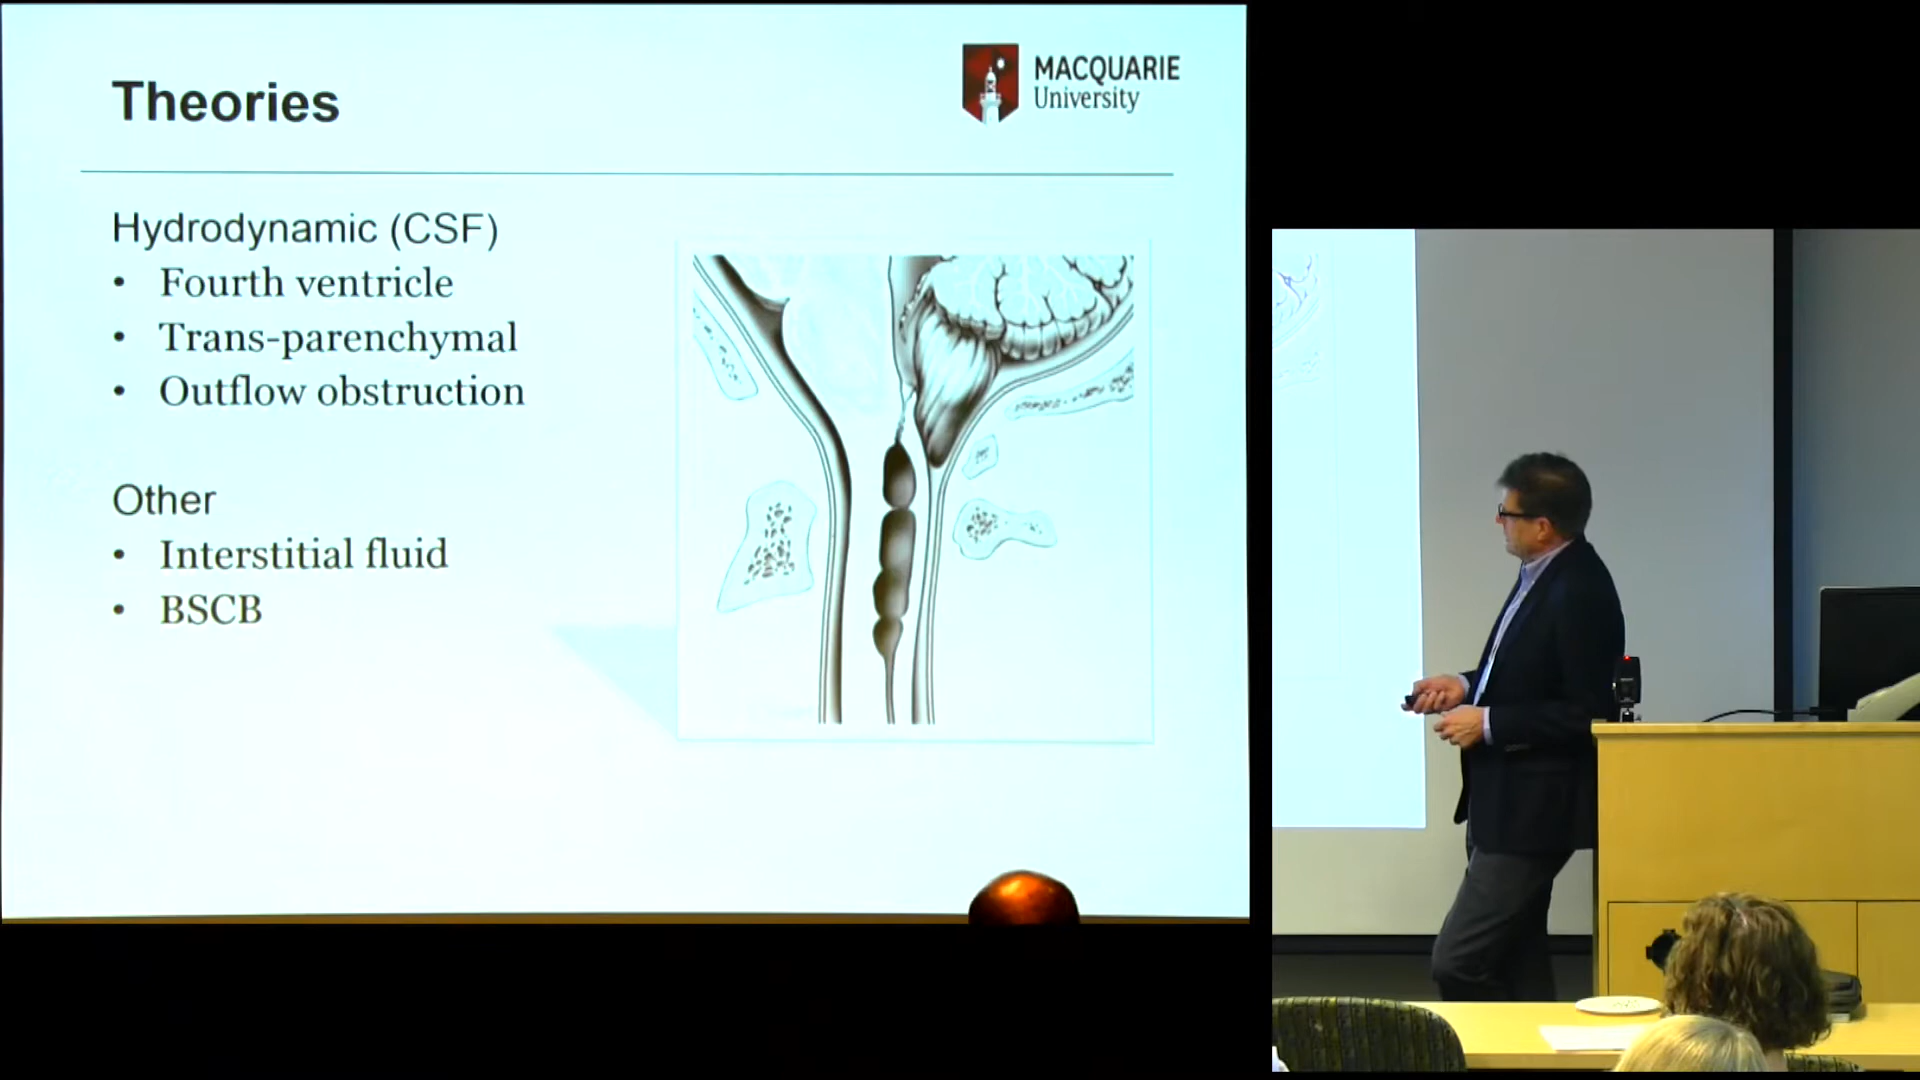 Theories
MACQUARIE
University
Hydrodynamic (CSF)
• Fourth ventricle
• Trans-parenchymal
• Outflow obstruction
Other
• Interstitial fluid
• BSCB